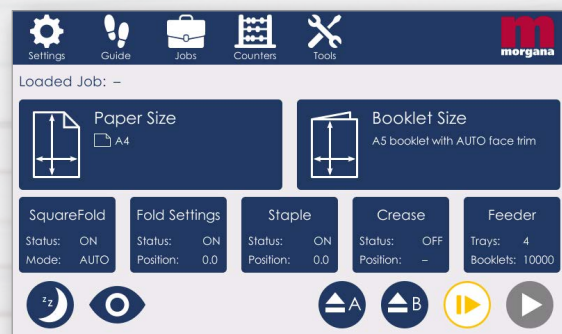 Settings
Guide
Jobs
Counters
Tools
morgana
Loaded Job: –
Paper Size
A4
Booklet Size
A5 booklet with AUTO face trim
SquareFold
Status: ON
Mode: AUTO
Fold Settings
Status: ON
Position: 0.0
Staple
Status: ON
Position: 0.0
Crease
Status: OFF
Position: –
Feeder
Trays: 4
Booklets: 10000
z z
A
B